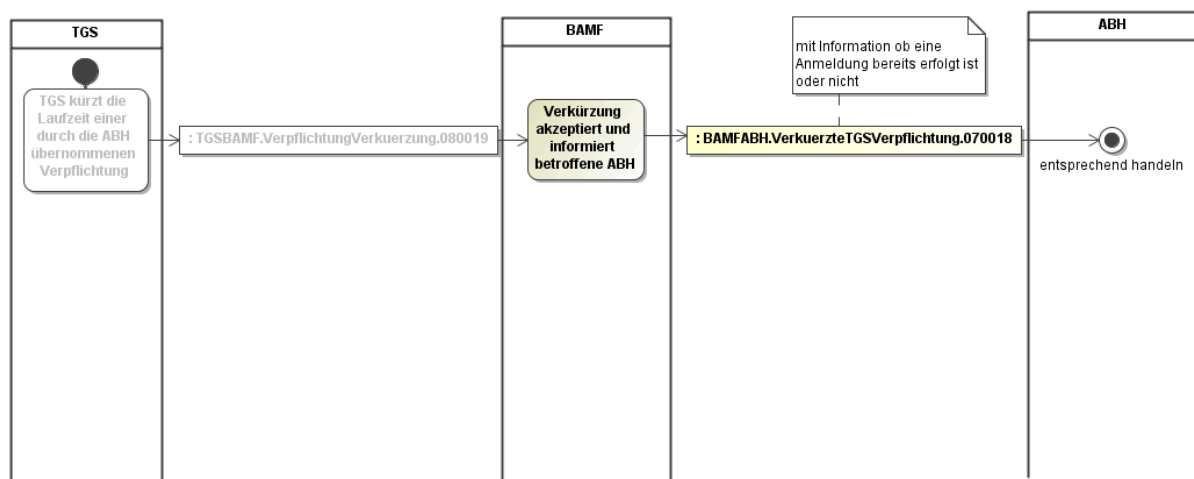 TGS
BAMF
ABH
mit Information ob eine
Anmeldung bereits erfolgt ist
oder nicht
TGS kürzt die
Laufzeit einer
durch die ABH
übernommenen
Verpflichtung
: TGSBAMF.VerpflichtungVerkuerzung.080019
Verkürzung
akzeptiert und
informiert
betroffene ABH
: BAMFABH.VerkuerzteTGSVerpflichtung.070018
entsprechend handeln